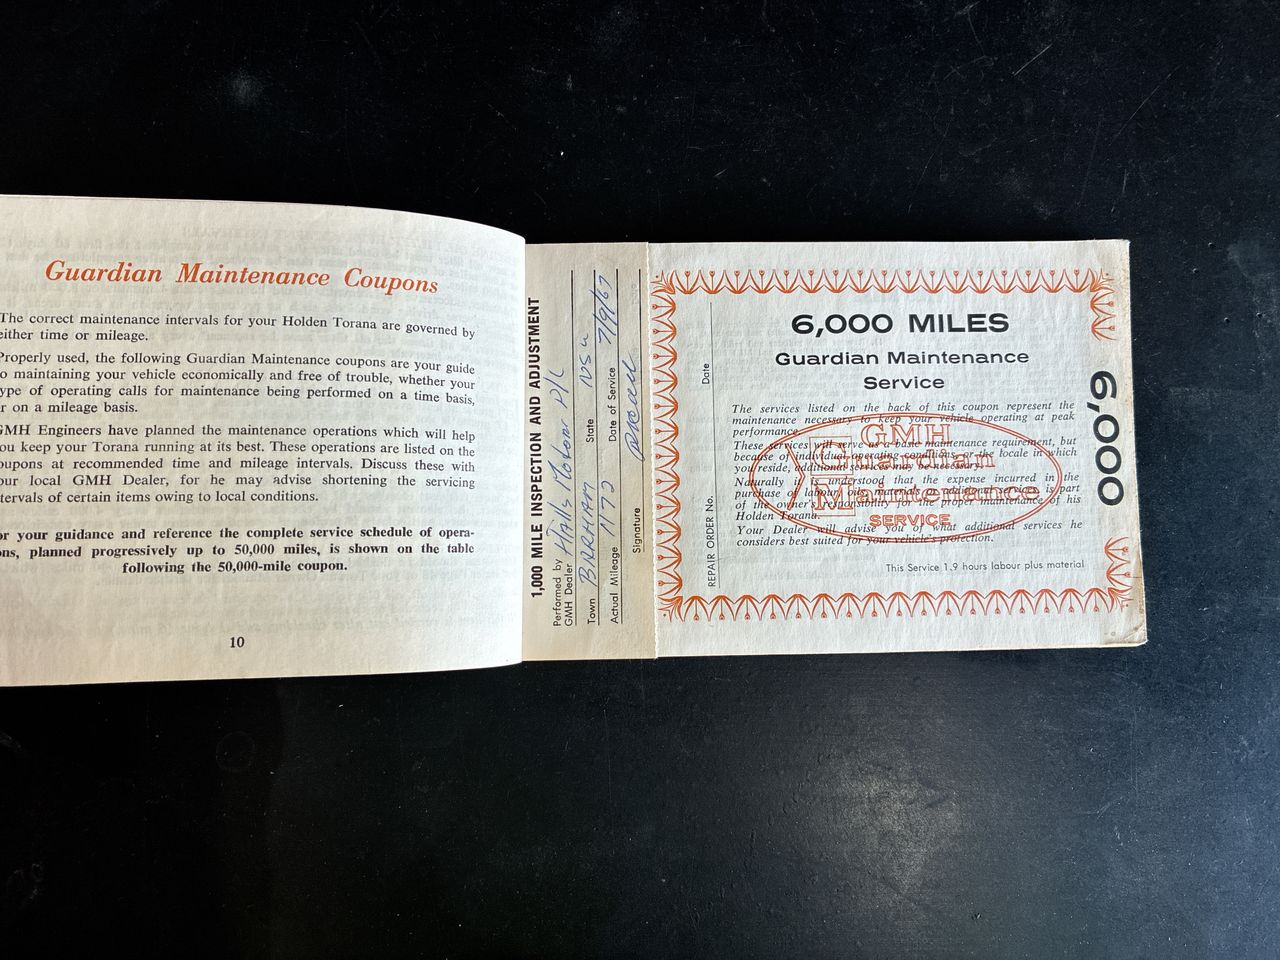 Guardian Maintenance Coupons
The correct maintenance intervals for your Holden Torana are governed by
either time or mileage.
Properly used, the following Guardian Maintenance coupons are your guide
to maintaining your vehicle economically and free of trouble, whether your
type of operating calls for maintenance being performed on a time basis,
or on a mileage basis.
GMH Engineers have planned the maintenance operations which will help
you keep your Torana running at its best. These operations are listed on the
coupons at recommended time and mileage intervals. Discuss these with
your local GMH Dealer, for he may advise shortening the servicing
intervals of certain items owing to local conditions.
For your guidance and reference the complete service schedule of opera-
ons, planned progressively up to 50,000 miles, is shown on the table
following the 50,000-mile coupon.
10
1,000 MILE INSPECTION AND ADJUSTMENT
Performed by
GMH Dealer Halls Motors P/L
Town BARHAM State NSW
Actual Mileage 1172 Date of Service 7/9/67
Signature
REPAIR ORDER No. Date
6,000 MILES
Guardian Maintenance
Service
The services listed on the back of this coupon represent the
maintenance necessary to keep your vehicle operating at peak
performance.
These services will serve as a basic maintenance requirement, but
because of individual operating conditions or the locale in which
you reside, additional services may be necessary.
Naturally it is understood that the expense incurred in the
purchase of labour, oils, materials or additional services is part
of the owner's responsibility for the proper maintenance of his
Holden Torana.
Your Dealer will advise you of what additional services he
considers best suited for your vehicle's protection.
GMH
Guardian
Maintenance
SERVICE
This Service 1.9 hours labour plus material
6,000